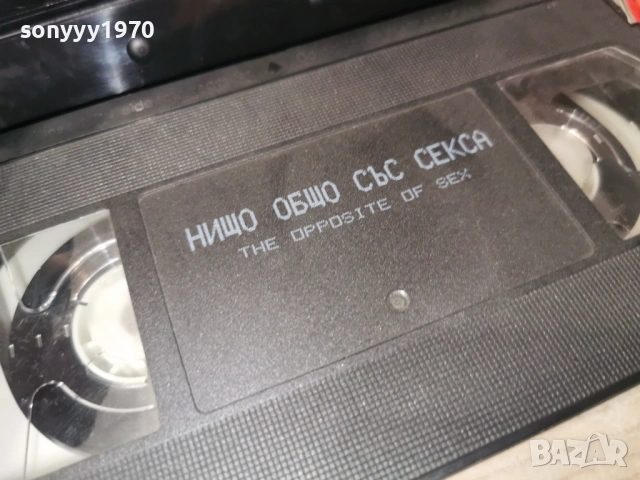 sonyyy1970
НИЩО ОБЩО СЪС СЕКСА
THE OPPOSITE OF SEX
BAZAR